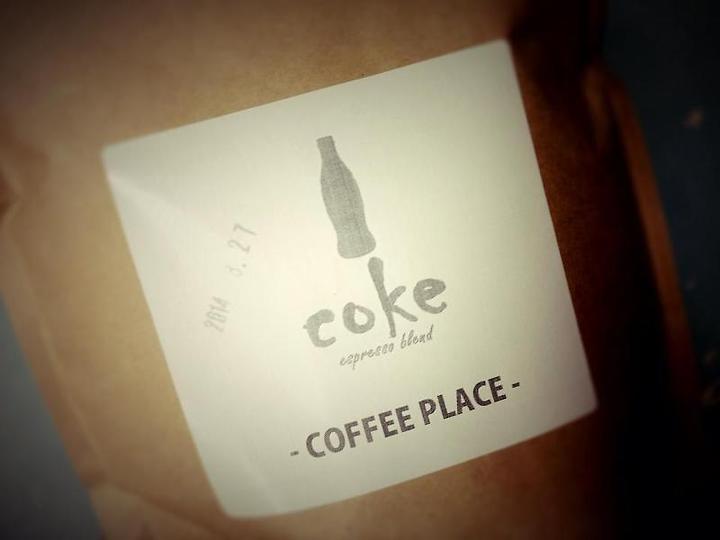 2014 3.27
coke
espresso blend
- COFFEE PLACE -